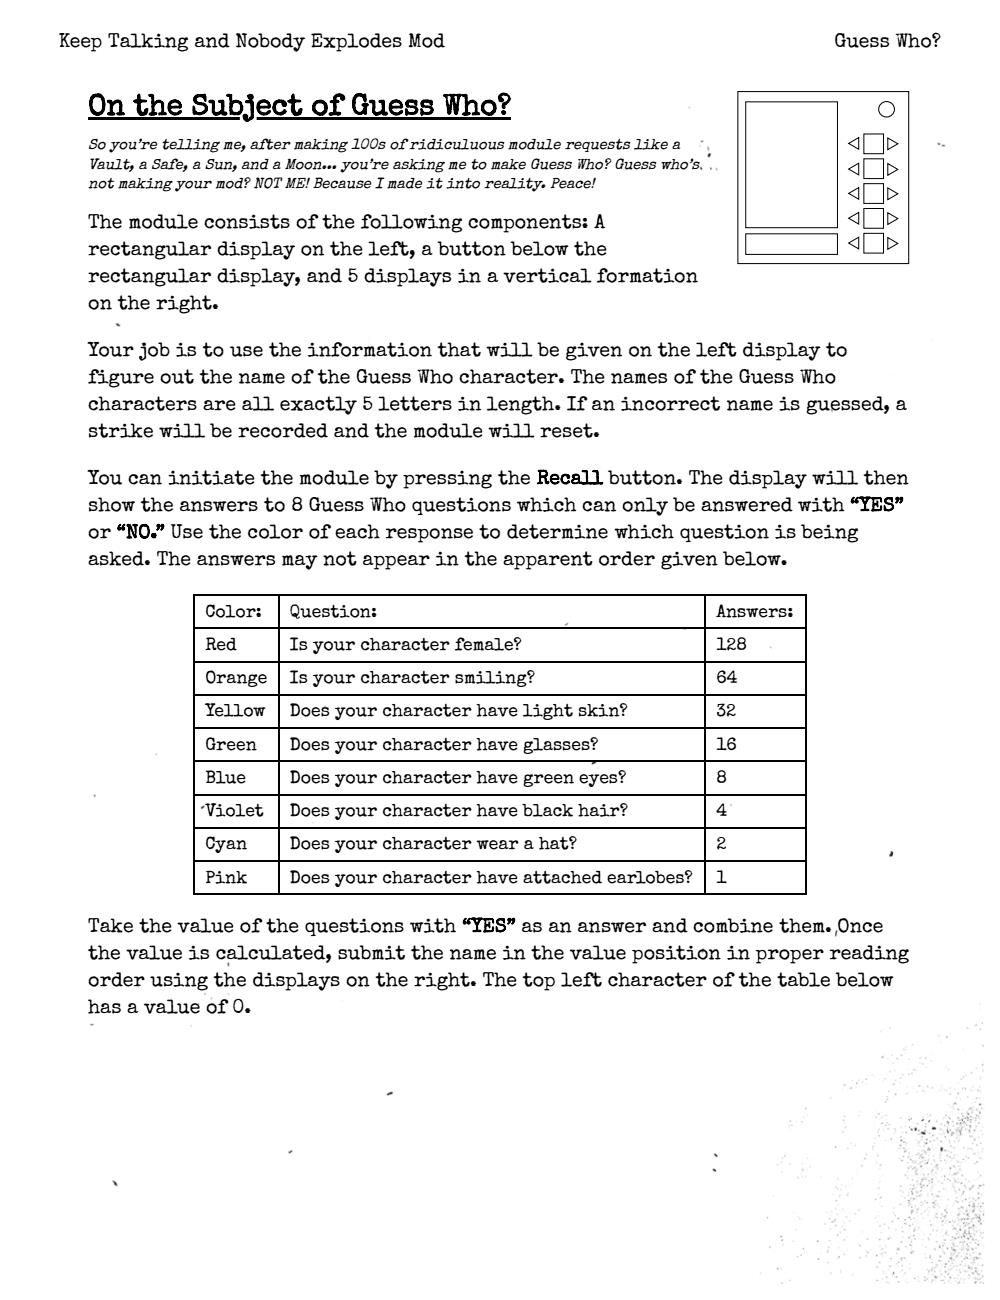 Keep Talking and Nobody Explodes Mod
Guess Who?
On the Subject of Guess Who?
So you're telling me, after making 100s of ridiculuous module requests like a
Vault, a Safe, a Sun, and a Moon... you're asking me to make Guess Who? Guess who's
not making your mod? NOT ME! Because I made it into reality. Peace!
The module consists of the following components: A
rectangular display on the left, a button below the
rectangular display, and 5 displays in a vertical formation
on the right.
Your job is to use the information that will be given on the left display to
figure out the name of the Guess Who character. The names of the Guess Who
characters are all exactly 5 letters in length. If an incorrect name is guessed, a
strike will be recorded and the module will reset.
You can initiate the module by pressing the Recall button. The display will then
show the answers to 8 Guess Who questions which can only be answered with “YES”
or “NO.” Use the color of each response to determine which question is being
asked. The answers may not appear in the apparent order given below.
Color: Question: Answers:
Red Is your character female? 128
Orange Is your character smiling? 64
Yellow Does your character have light skin? 32
Green Does your character have glasses? 16
Blue Does your character have green eyes? 8
Violet Does your character have black hair? 4
Cyan Does your character wear a hat? 2
Pink Does your character have attached earlobes? 1
Take the value of the questions with “YES” as an answer and combine them. Once
the value is calculated, submit the name in the value position in proper reading
order using the displays on the right. The top left character of the table below
has a value of 0.